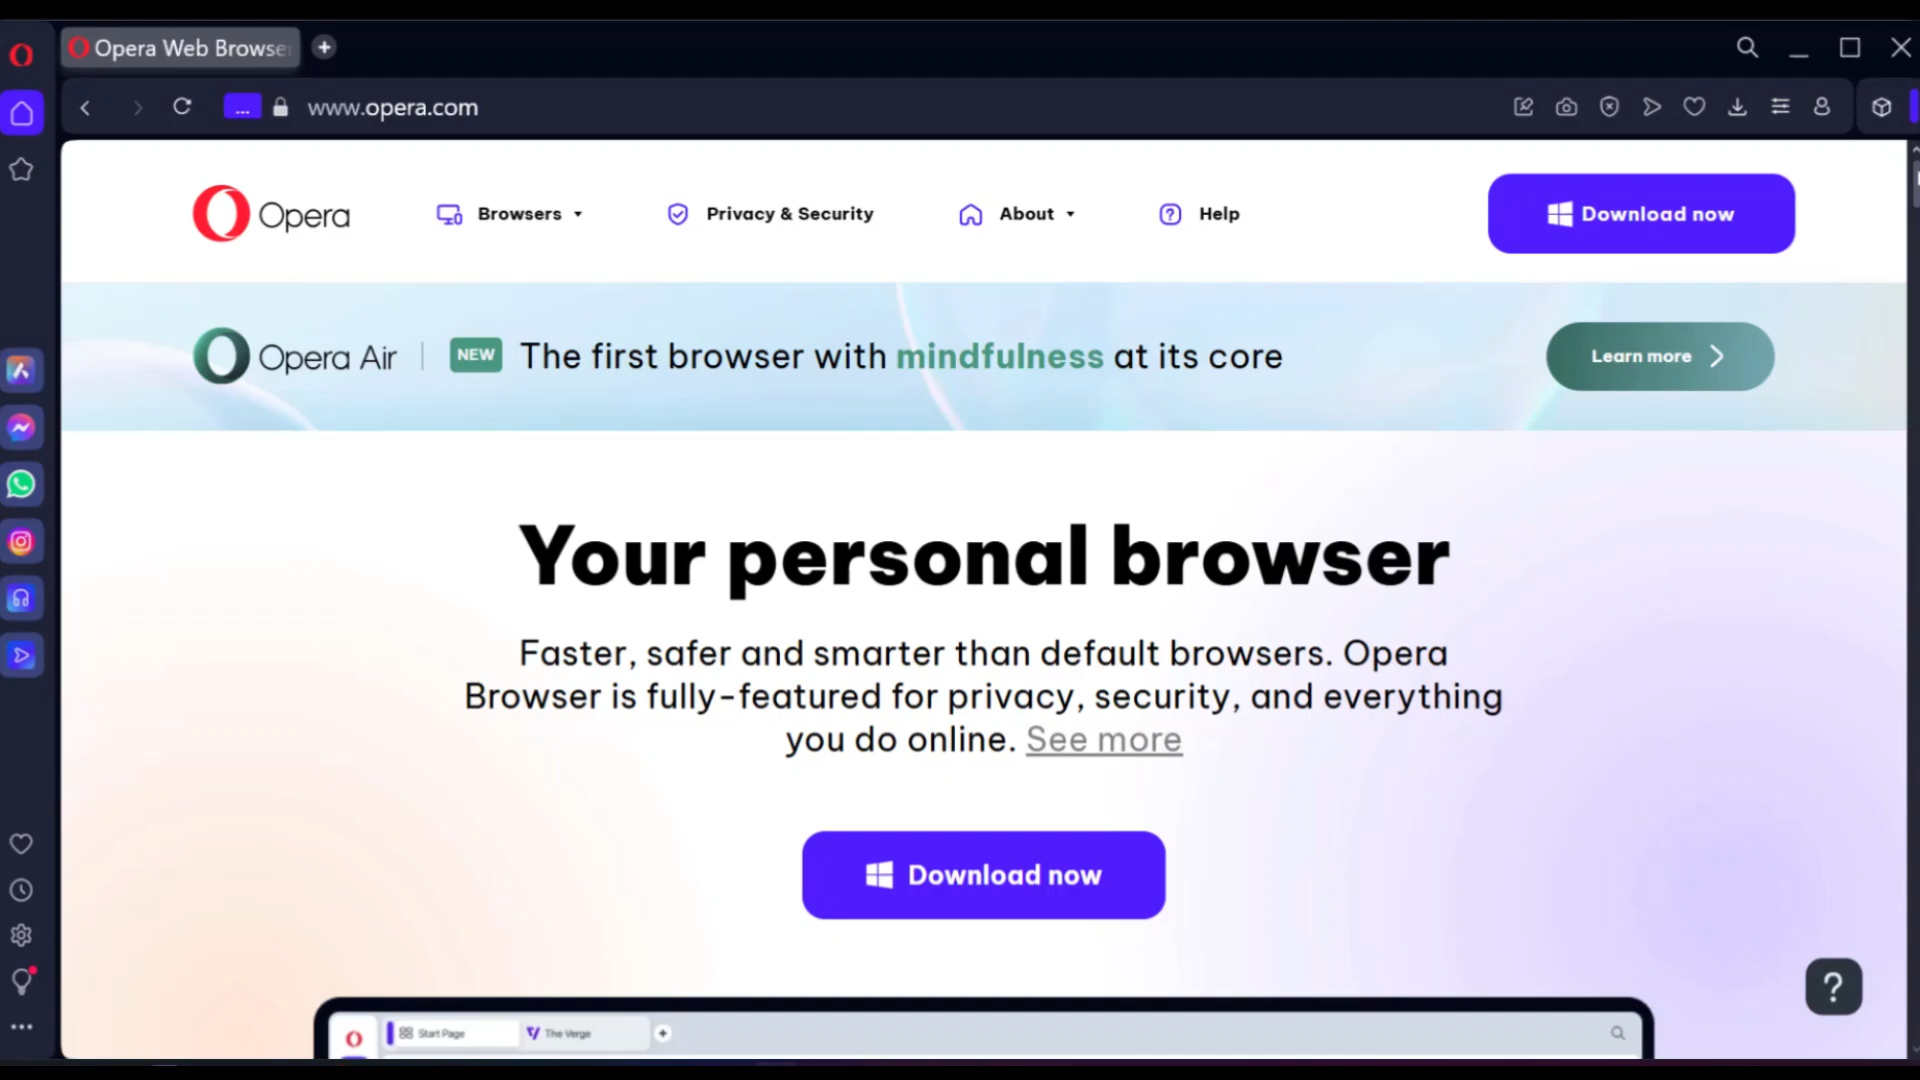 Opera Web Browse
www.opera.com
Opera
Browsers
Privacy & Security
About
Help
Download now
Opera Air
NEW
The first browser with mindfulness at its core
Learn more
Your personal browser
Faster, safer and smarter than default browsers. Opera
Browser is fully-featured for privacy, security, and everything
you do online. See more
Download now
?
Start Page
The Verge